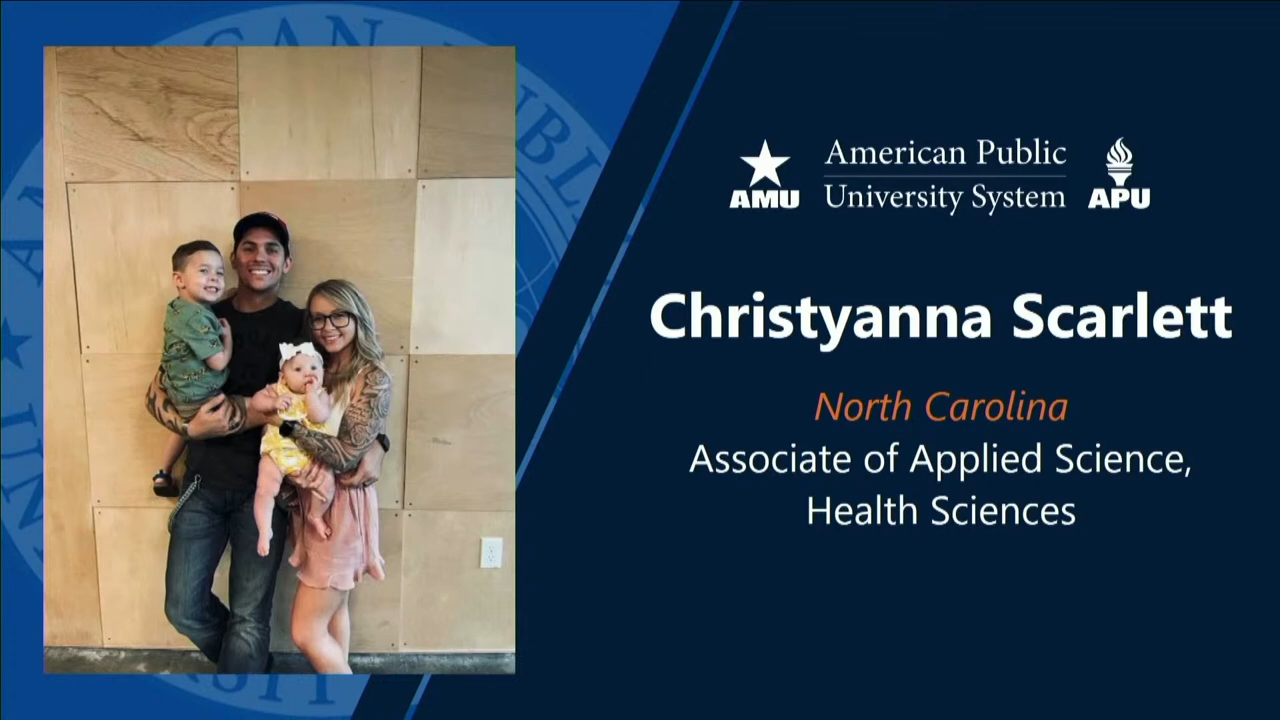 AMU
American Public
University System
APU
Christyanna Scarlett
North Carolina
Associate of Applied Science,
Health Sciences